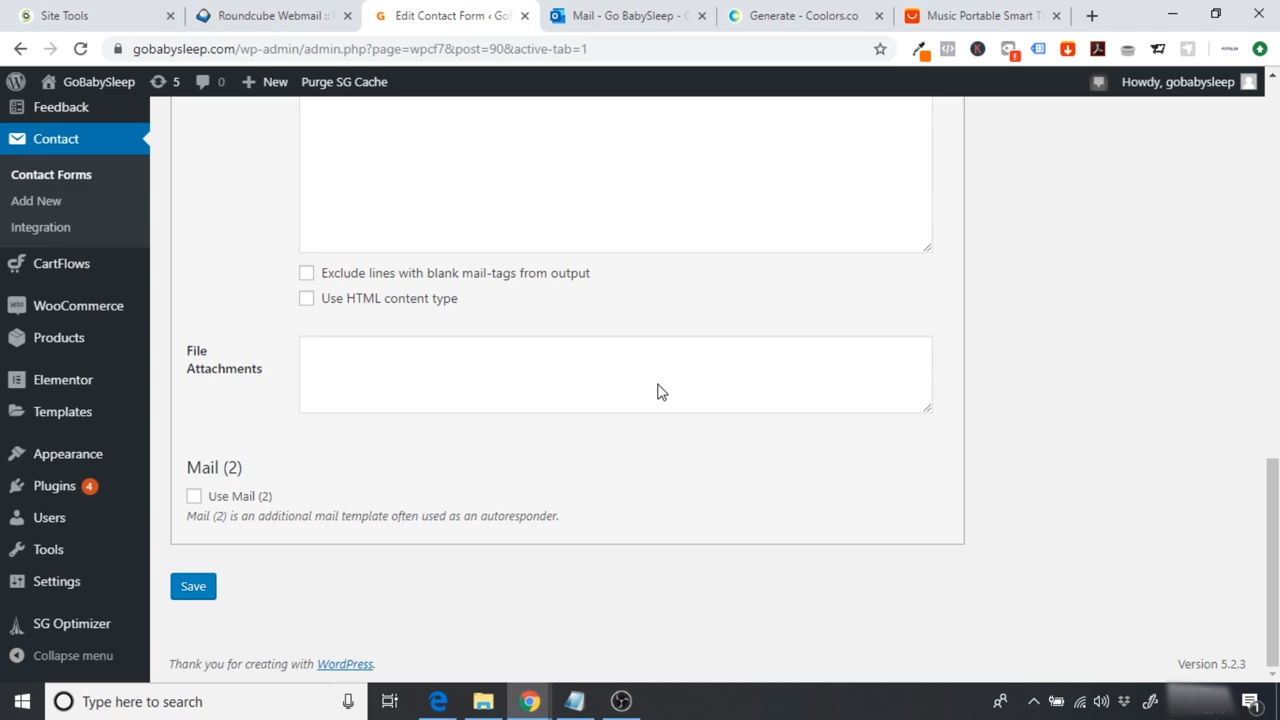 Site Tools
Roundcube Webmail ::
Edit Contact Form ‹ GoB
Mail - Go BabySleep -
Generate - Coolors.co
Music Portable Smart
gobabysleep.com/wp-admin/admin.php?page=wpcf7&post=90&active-tab=1
GoBabySleep
5
0
New
Purge SG Cache
Howdy, gobabysleep
Feedback
Contact
Contact Forms
Add New
Integration
CartFlows
WooCommerce
Products
Elementor
Templates
Appearance
Plugins 4
Users
Tools
Settings
SG Optimizer
Collapse menu
Exclude lines with blank mail-tags from output
Use HTML content type
File
Attachments
Mail (2)
Use Mail (2)
Mail (2) is an additional mail template often used as an autoresponder.
Save
Thank you for creating with WordPress.
Version 5.2.3
Type here to search
1